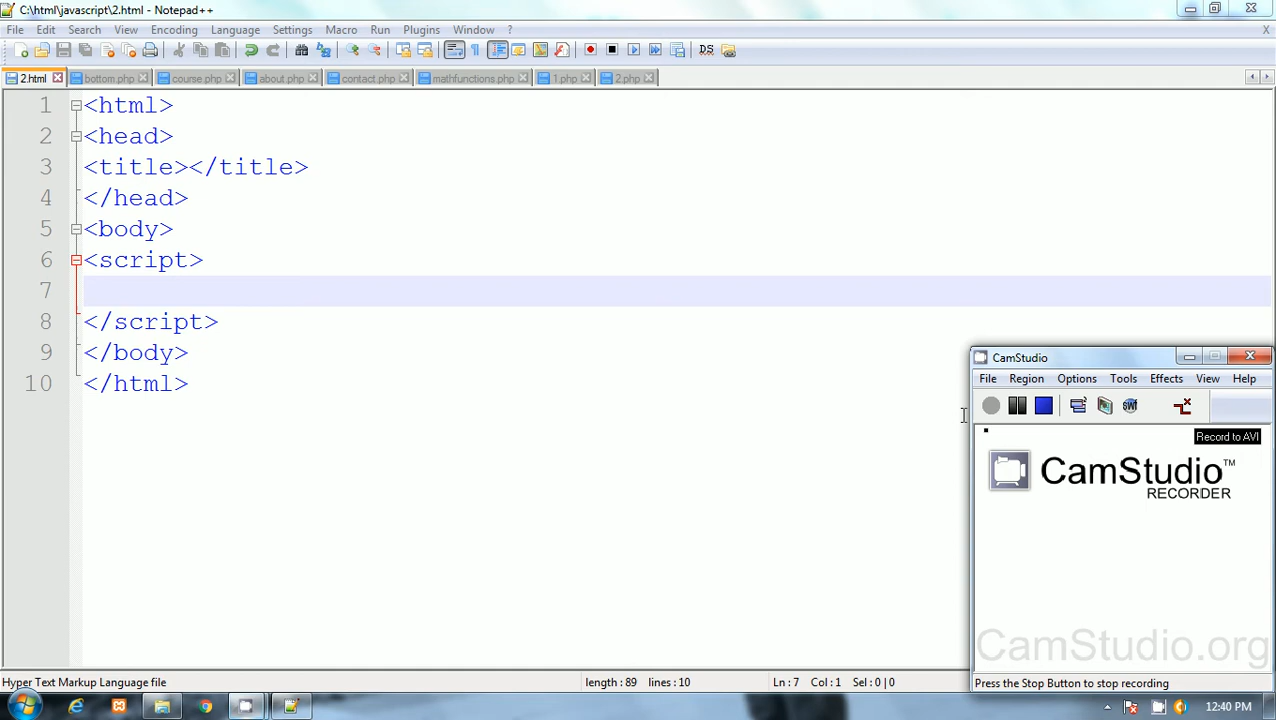 C:\html\javascript\2.html - Notepad++
File Edit Search View Encoding Language Settings Macro Run Plugins Window ? X
DS
2.html bottom.php course.php about.php contact.php mathfunctions.php 1.php 2.php
1 <html>
2 <head>
3 <title></title>
4 </head>
5 <body>
6 <script>
7
8 </script>
9 </body>
10 </html>
CamStudio
File Region Options Tools Effects View Help
SWf
Record to AVI
CamStudio™
RECORDER
CamStudio.org
Hyper Text Markup Language file length : 89 lines : 10 Ln : 7 Col : 1 Sel : 0 | 0
Press the Stop Button to stop recording
12:40 PM